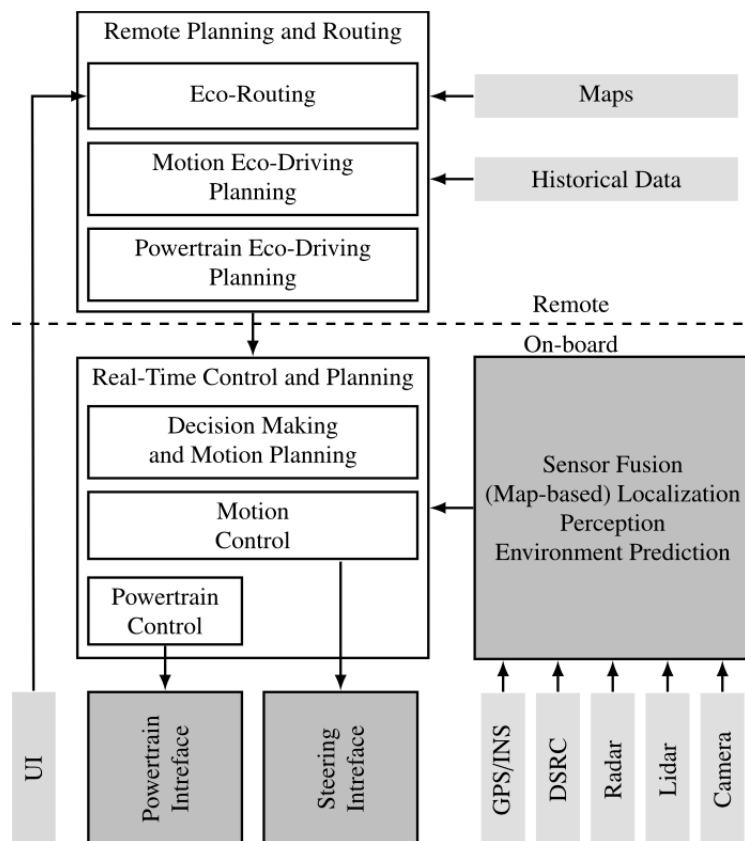 Remote Planning and Routing
Eco-Routing
Maps
Motion Eco-Driving
Planning
Historical Data
Powertrain Eco-Driving
Planning
Remote
On-board
Real-Time Control and Planning
Decision Making
and Motion Planning
Motion
Control
Powertrain
Control
Sensor Fusion
(Map-based) Localization
Perception
Environment Prediction
UI
Powertrain
Intreface
Steering
Intreface
GPS/INS
DSRC
Radar
Lidar
Camera